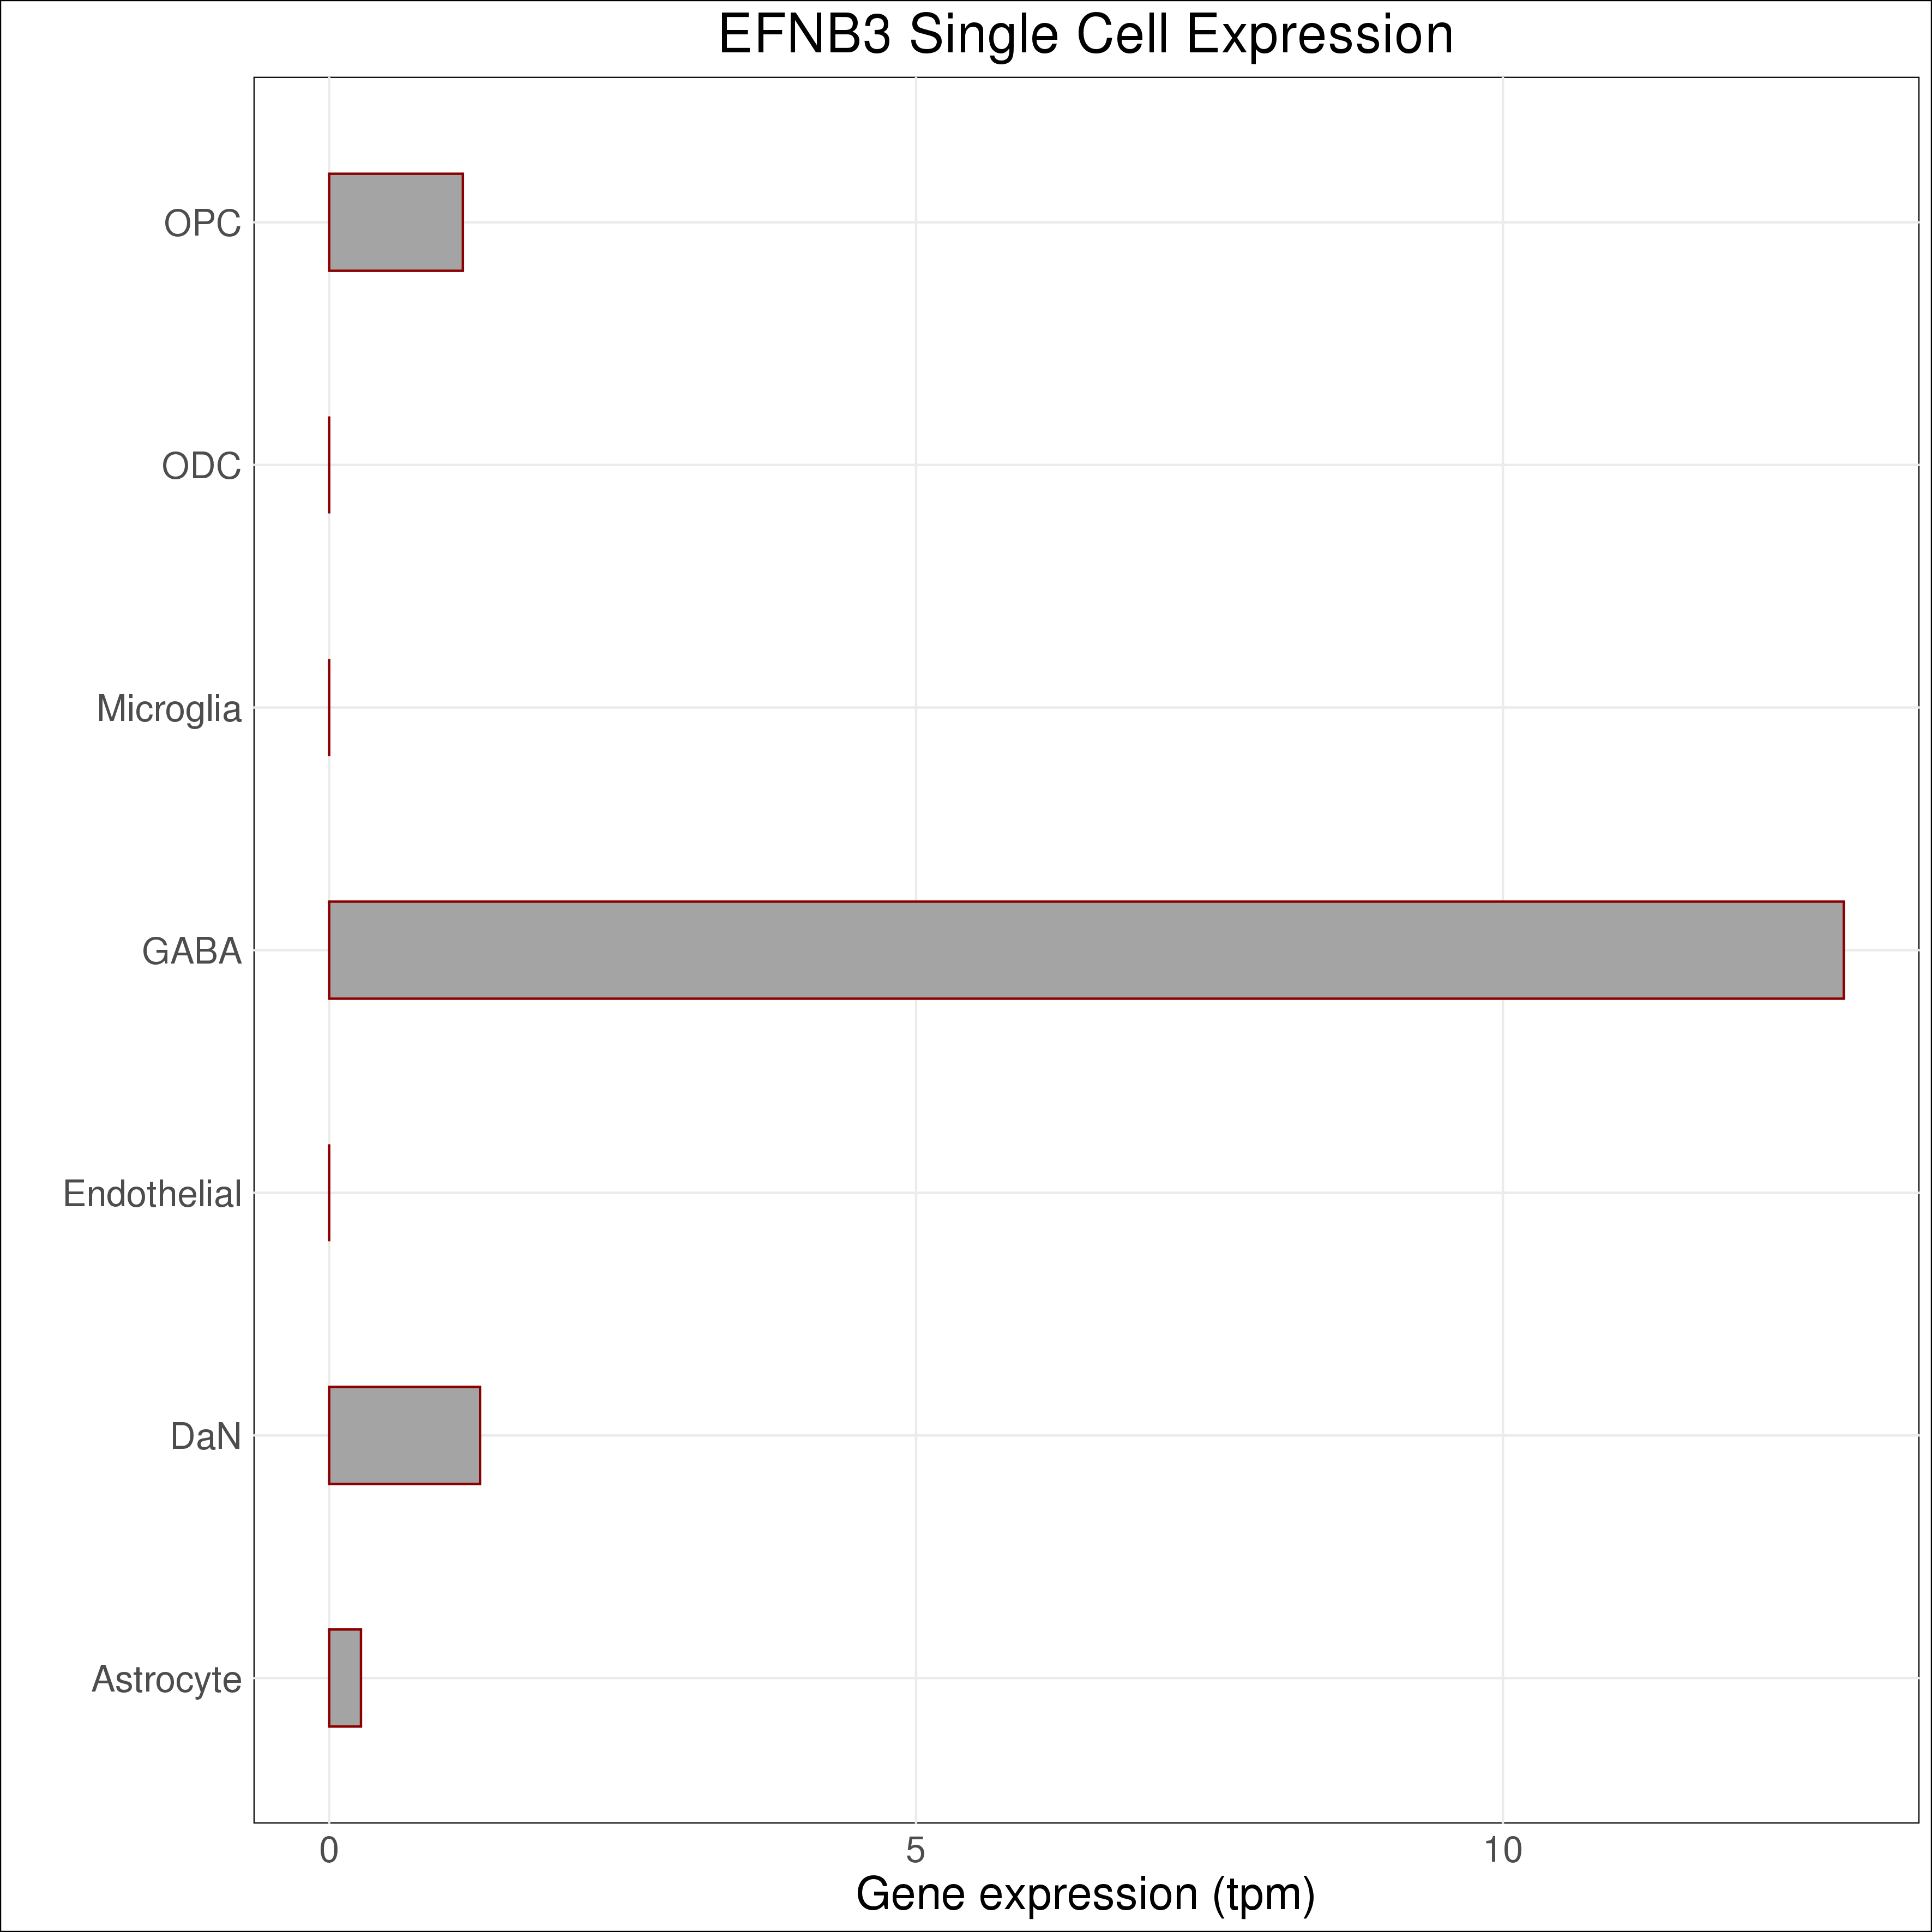 EFNB3 Single Cell Expression
OPC
ODC
Microglia
GABA
Endothelial
DaN
Astrocyte
0 5 10
Gene expression (tpm)